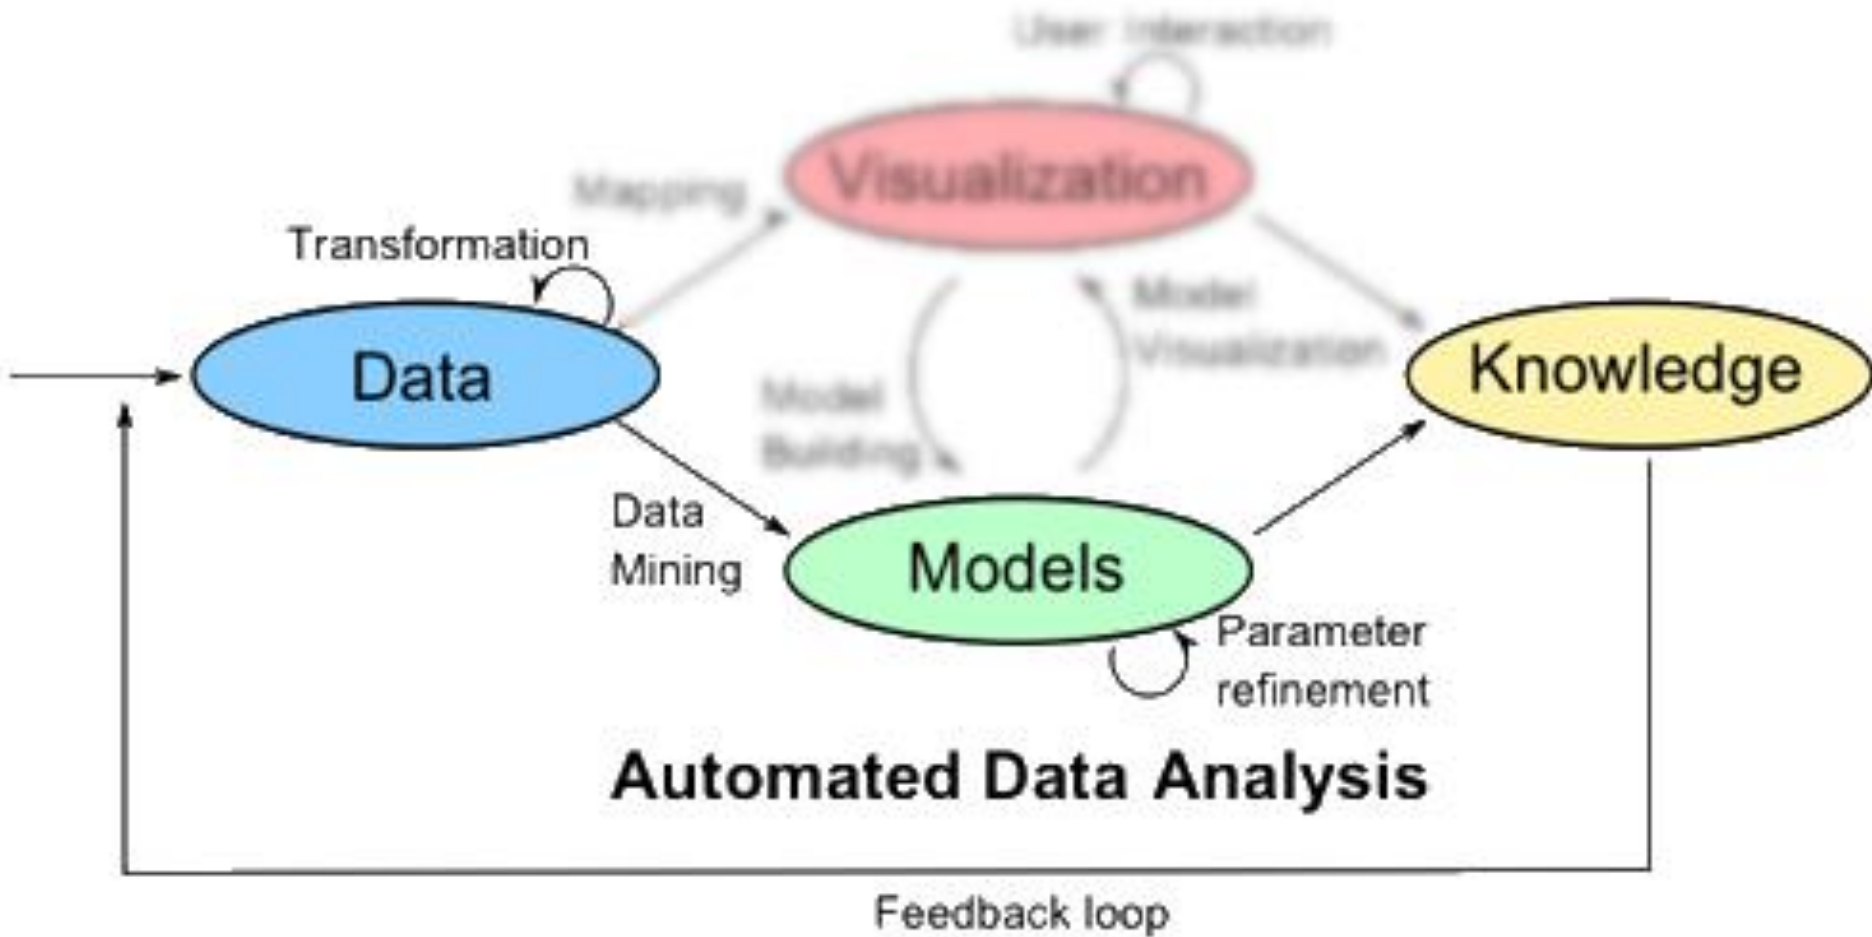 User Interaction
Visualization
Mapping
Transformation
Model
Visualization
Data
Knowledge
Model
Building
Data
Mining
Models
Parameter
refinement
Automated Data Analysis
Feedback loop